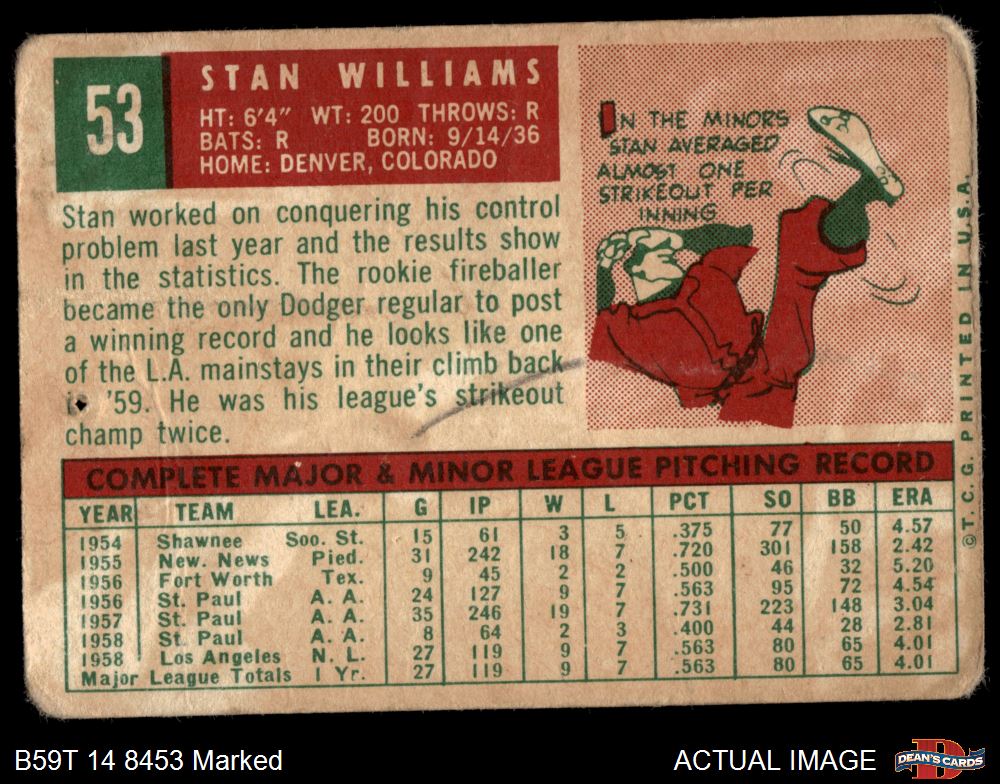 53
STAN WILLIAMS
HT: 6'4" WT: 200 THROWS: R
BATS: R BORN: 9/14/36
HOME: DENVER, COLORADO
Stan worked on conquering his control
problem last year and the results show
in the statistics. The rookie fireballer
became the only Dodger regular to post
a winning record and he looks like one
of the L.A. mainstays in their climb back
'59. He was his league's strikeout
champ twice.
IN THE MINORS
STAN AVERAGED
ALMOST ONE
STRIKEOUT PER
INNING
COMPLETE MAJOR & MINOR LEAGUE PITCHING RECORD
YEAR TEAM LEA. G IP W L PCT SO BB ERA
1954 Shawnee Soo. St. 15 61 3 5 .375 77 50 4.57
1955 New. News Pied. 31 242 18 7 .720 301 158 2.42
1956 Fort Worth Tex. 9 45 2 2 .500 46 32 5.20
1956 St. Paul A. A. 24 127 9 7 .563 95 72 4.54
1957 St. Paul A. A. 35 246 19 7 .731 223 148 3.04
1958 St. Paul A. A. 8 64 2 3 .400 44 28 2.81
1958 Los Angeles N. L. 27 119 9 7 .563 80 65 4.01
Major League Totals 1 Yr. 27 119 9 7 .563 80 65 4.01
© T. C. G. PRINTED IN U.S.A.
B59T 14 8453 Marked
ACTUAL IMAGE
D
DEAN'S CARDS